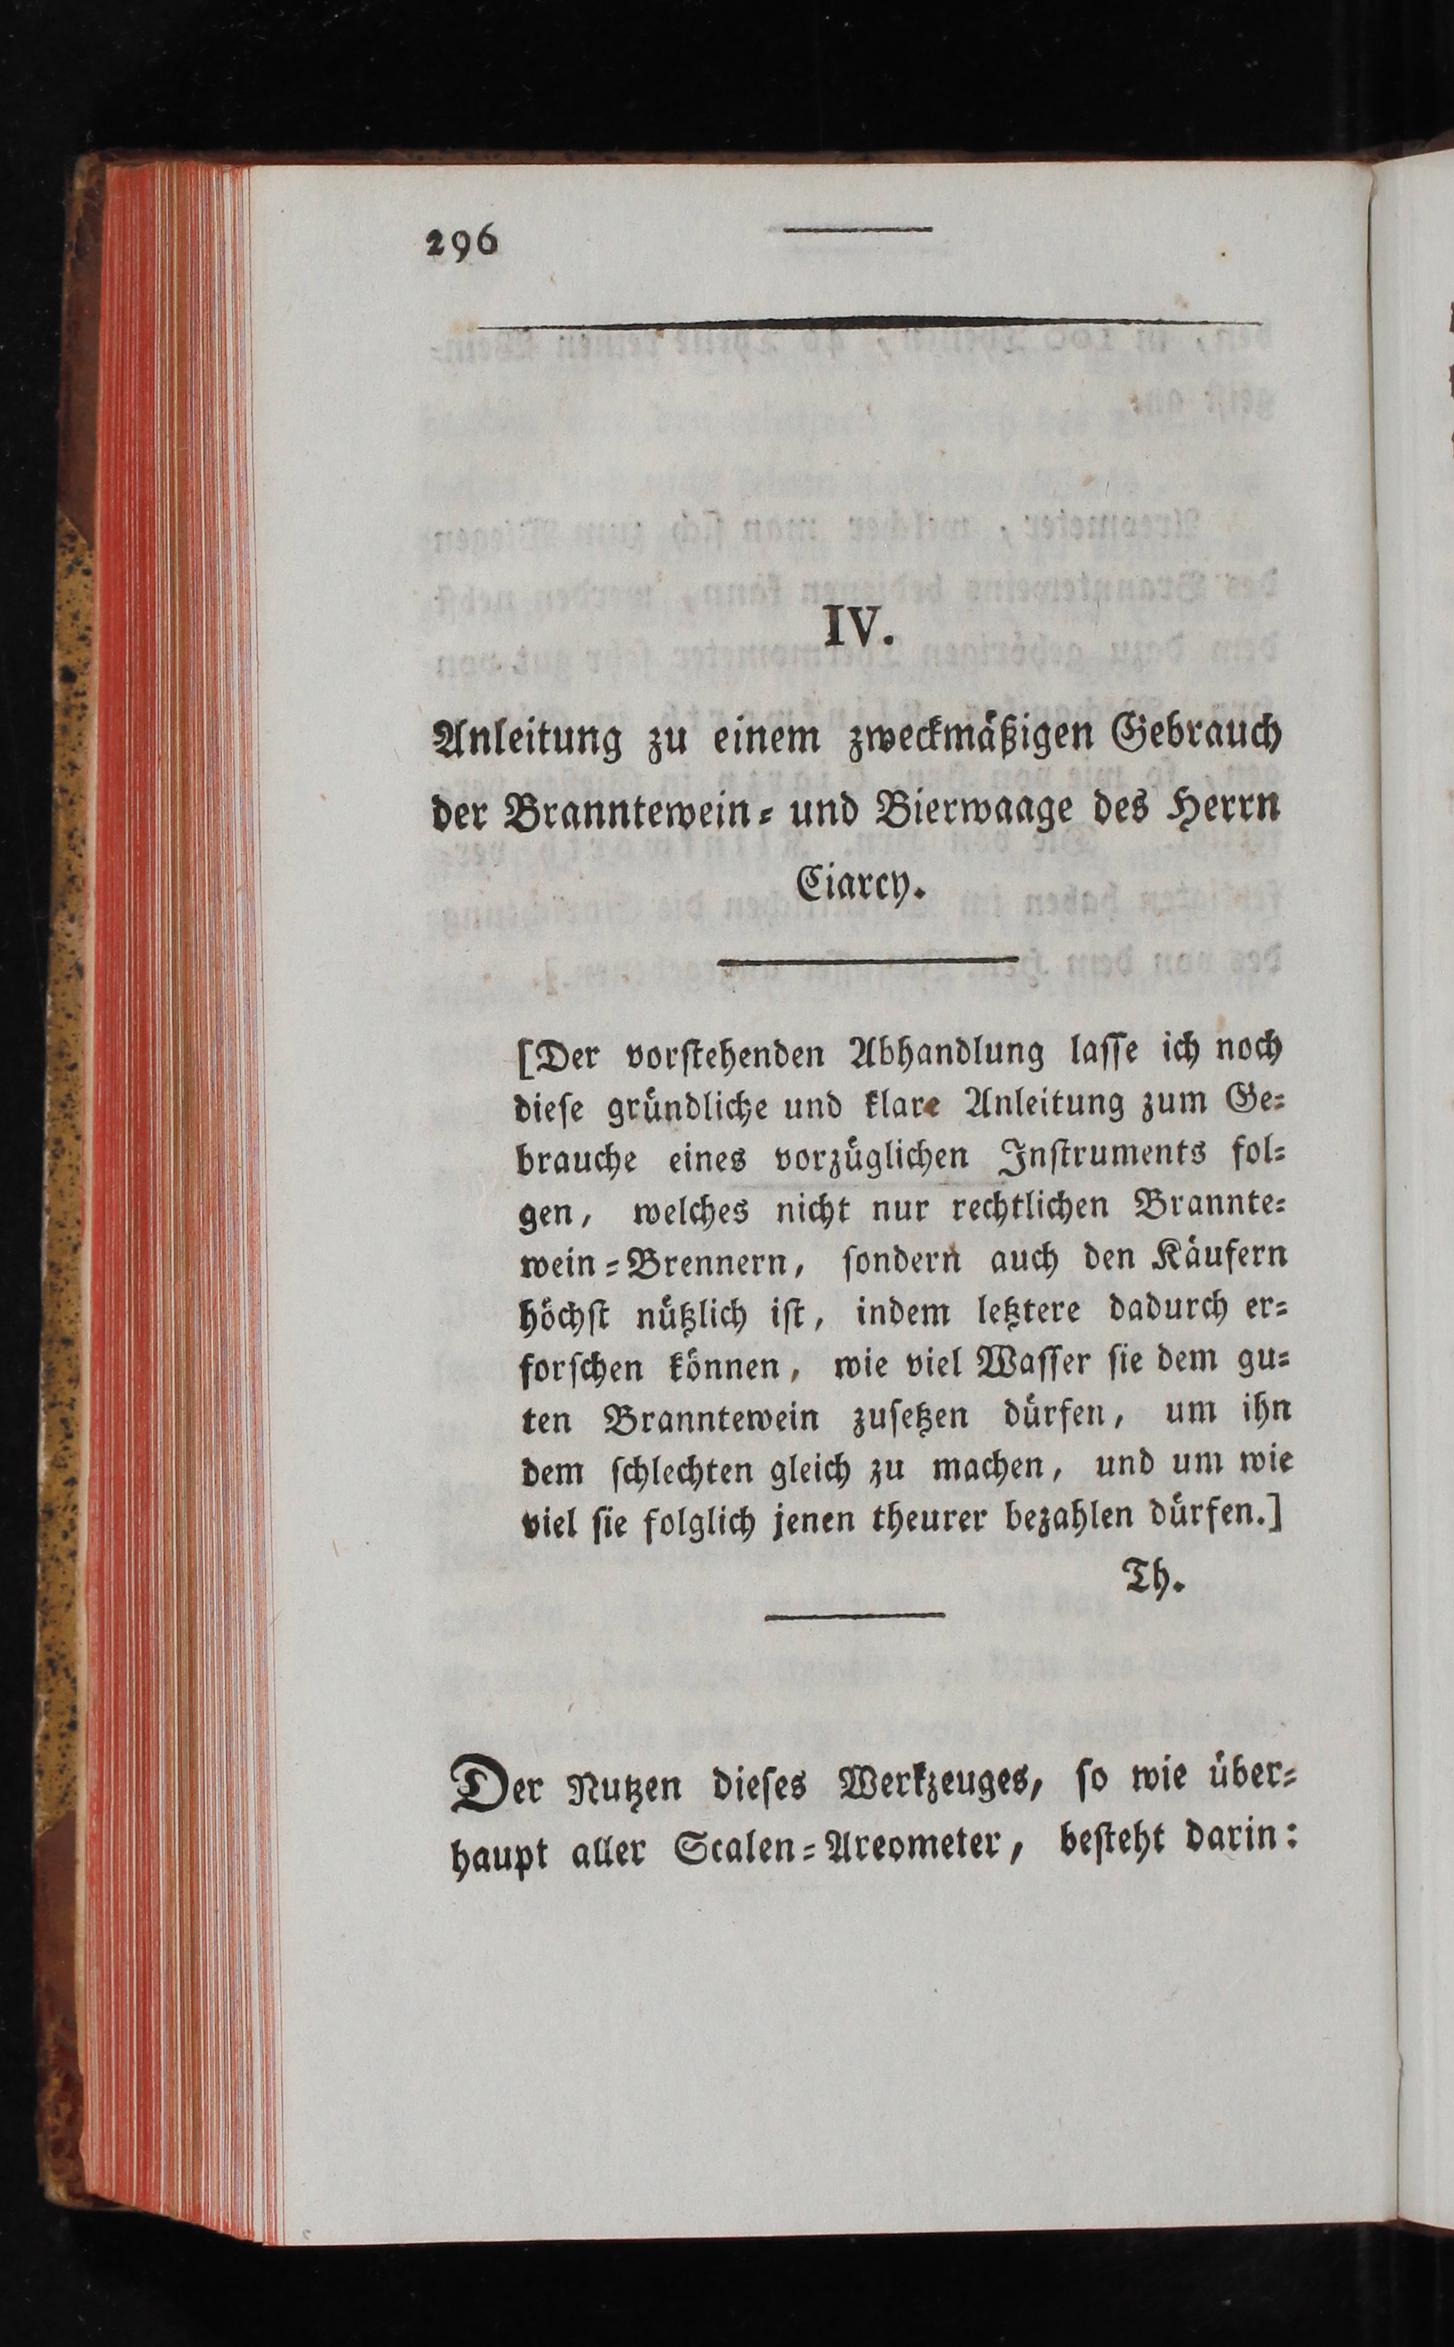 296
IV.
Anleitung zu einem zweckmäßigen Gebrauch
der Branntewein- und Bierwaage des Herrn
Ciarcy.
[Der vorstehenden Abhandlung lasse ich noch
diese gründliche und klare Anleitung zum Ge-
brauche eines vorzüglichen Instruments fol-
gen, welches nicht nur rechtlichen Brannte-
wein-Brennern, sondern auch den Käufern
höchst nützlich ist, indem letztere dadurch er-
forschen können, wie viel Wasser sie dem gu-
ten Branntewein zusetzen dürfen, um ihn
dem schlechten gleich zu machen, und um wie
viel sie folglich jenen theurer bezahlen dürfen.]
Th.
Der Nutzen dieses Werkzeuges, so wie über-
haupt aller Scalen-Areometer, besteht darin: